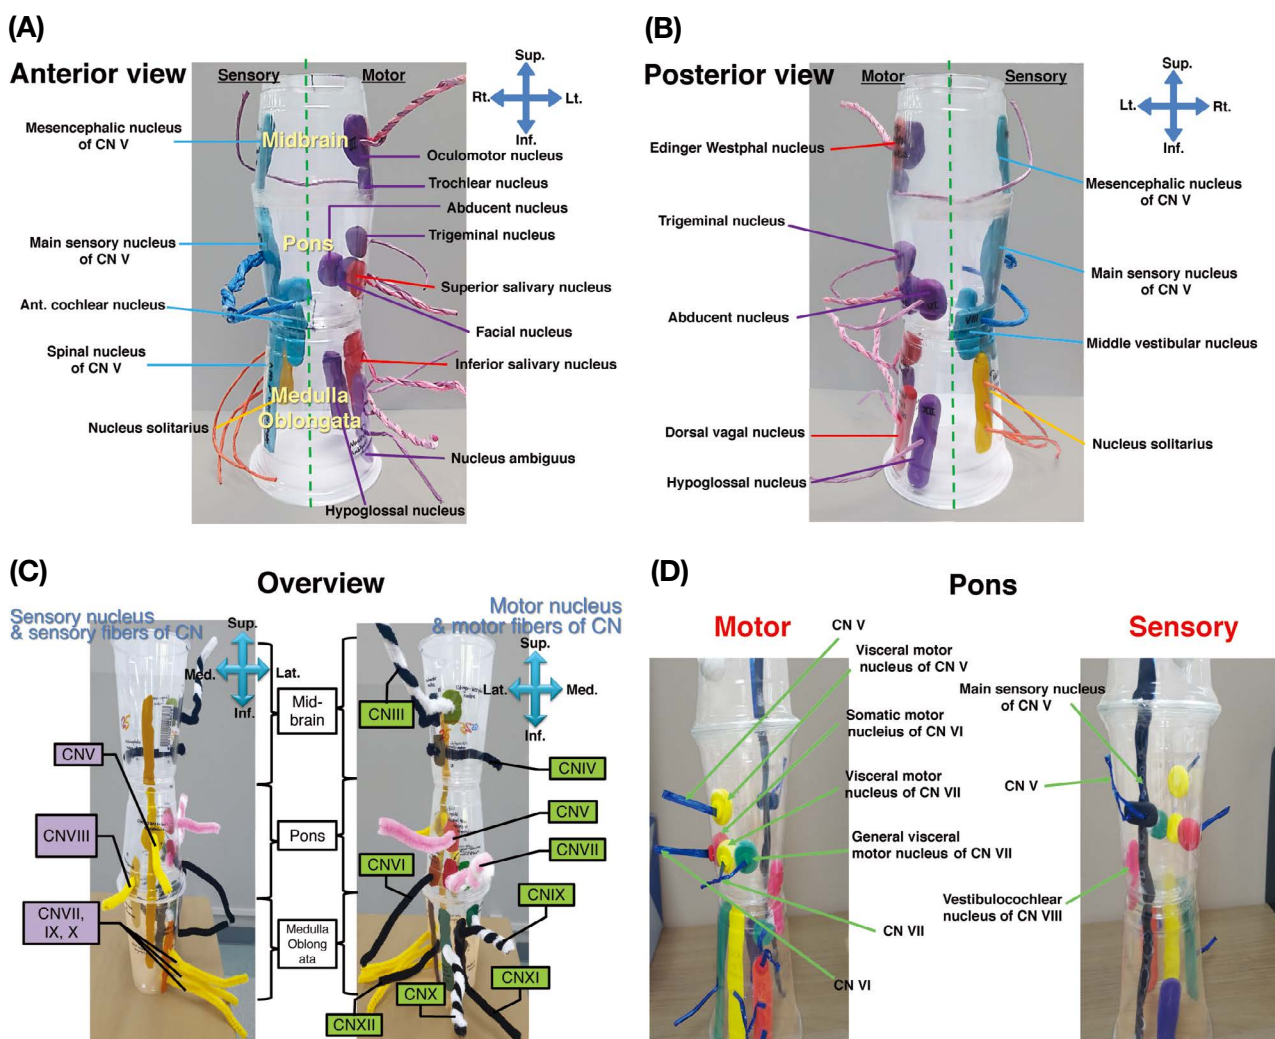 (A)
Anterior view
Sensory
Motor
Sup.
Rt.
Lt.
Inf.
Mesencephalic nucleus
of CN V
Midbrain
Oculomotor nucleus
Trochlear nucleus
Abducent nucleus
Main sensory nucleus
of CN V
Pons
Trigeminal nucleus
Superior salivary nucleus
Ant. cochlear nucleus
Facial nucleus
Spinal nucleus
of CN V
Inferior salivary nucleus
Medulla
Oblongata
Nucleus solitarius
Nucleus ambiguus
Hypoglossal nucleus
(B)
Posterior view
Motor
Sensory
Sup.
Lt.
Rt.
Inf.
Edinger Westphal nucleus
Mesencephalic nucleus
of CN V
Trigeminal nucleus
Main sensory nucleus
of CN V
Abducent nucleus
VI
VIII
Middle vestibular nucleus
XII
Dorsal vagal nucleus
Nucleus solitarius
Hypoglossal nucleus
(C)
Overview
Sensory nucleus
& sensory fibers of CN
Motor nucleus
& motor fibers of CN
Sup.
Med.
Lat.
Inf.
Sup.
Lat.
Med.
Inf.
Mid-
brain
CNIII
CNV
CNIV
CNVIII
Pons
CNV
CNVI
CNVII
CNVII,
IX, X
Medulla
Oblong
ata
CNIX
CNX
CNXI
CNXII
(D)
Pons
Motor
Sensory
CN V
Visceral motor
nucleus of CN V
Somatic motor
nucleius of CN VI
Visceral motor
nucleus of CN VII
General visceral
motor nucleus of CN VII
CN VII
CN VI
Main sensory nucleus
of CN V
CN V
Vestibulocochlear
nucleus of CN VIII